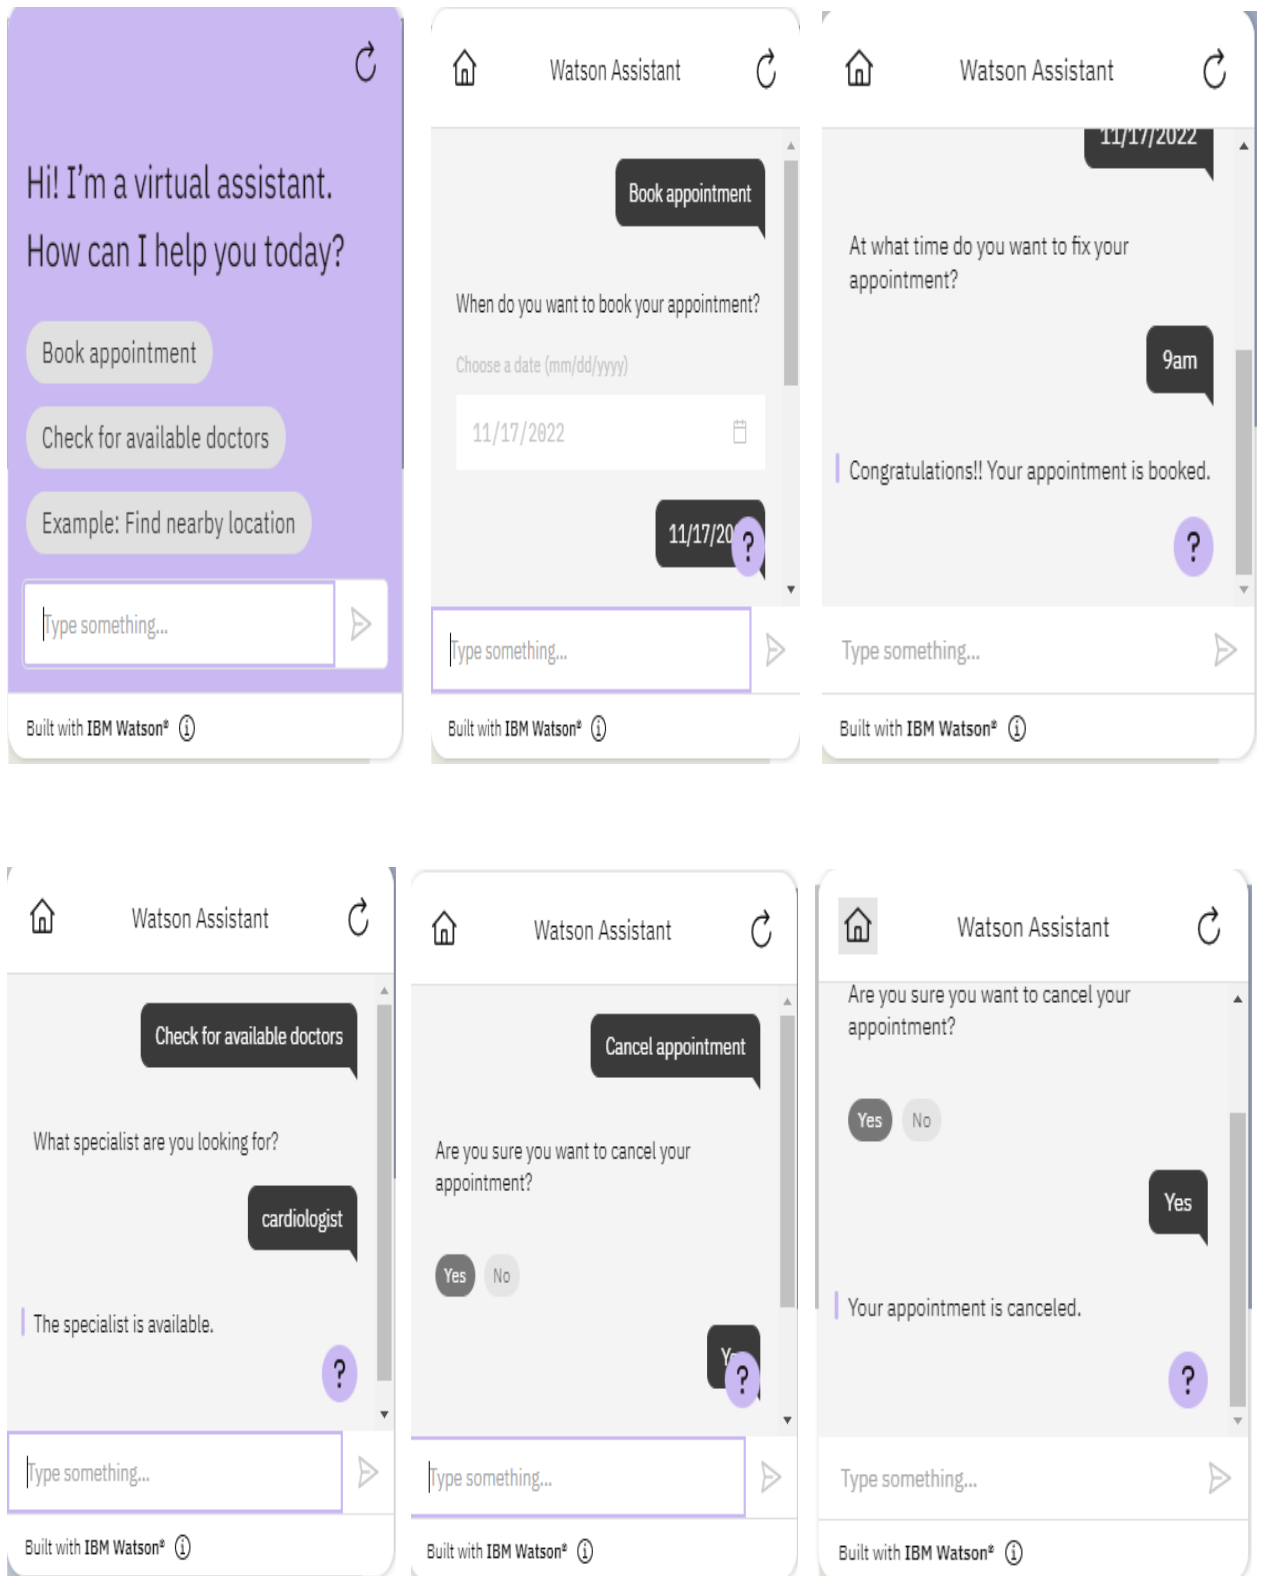 Hi! I'm a virtual assistant.
How can I help you today?
Book appointment
Check for available doctors
Example: Find nearby location
Type something...
Built with IBM Watson®
Watson Assistant
Book appointment
When do you want to book your appointment?
Choose a date (mm/dd/yyyy)
11/17/2022
11/17/20
?
Type something...
Built with IBM Watson®
Watson Assistant
11/17/2022
At what time do you want to fix your
appointment?
9am
Congratulations!! Your appointment is booked.
?
Type something...
Built with IBM Watson®
Watson Assistant
Check for available doctors
What specialist are you looking for?
cardiologist
The specialist is available.
?
Type something...
Built with IBM Watson®
Watson Assistant
Cancel appointment
Are you sure you want to cancel your
appointment?
Yes No
?
Type something...
Built with IBM Watson®
Watson Assistant
Are you sure you want to cancel your
appointment?
Yes No
Yes
Your appointment is canceled.
?
Type something...
Built with IBM Watson®